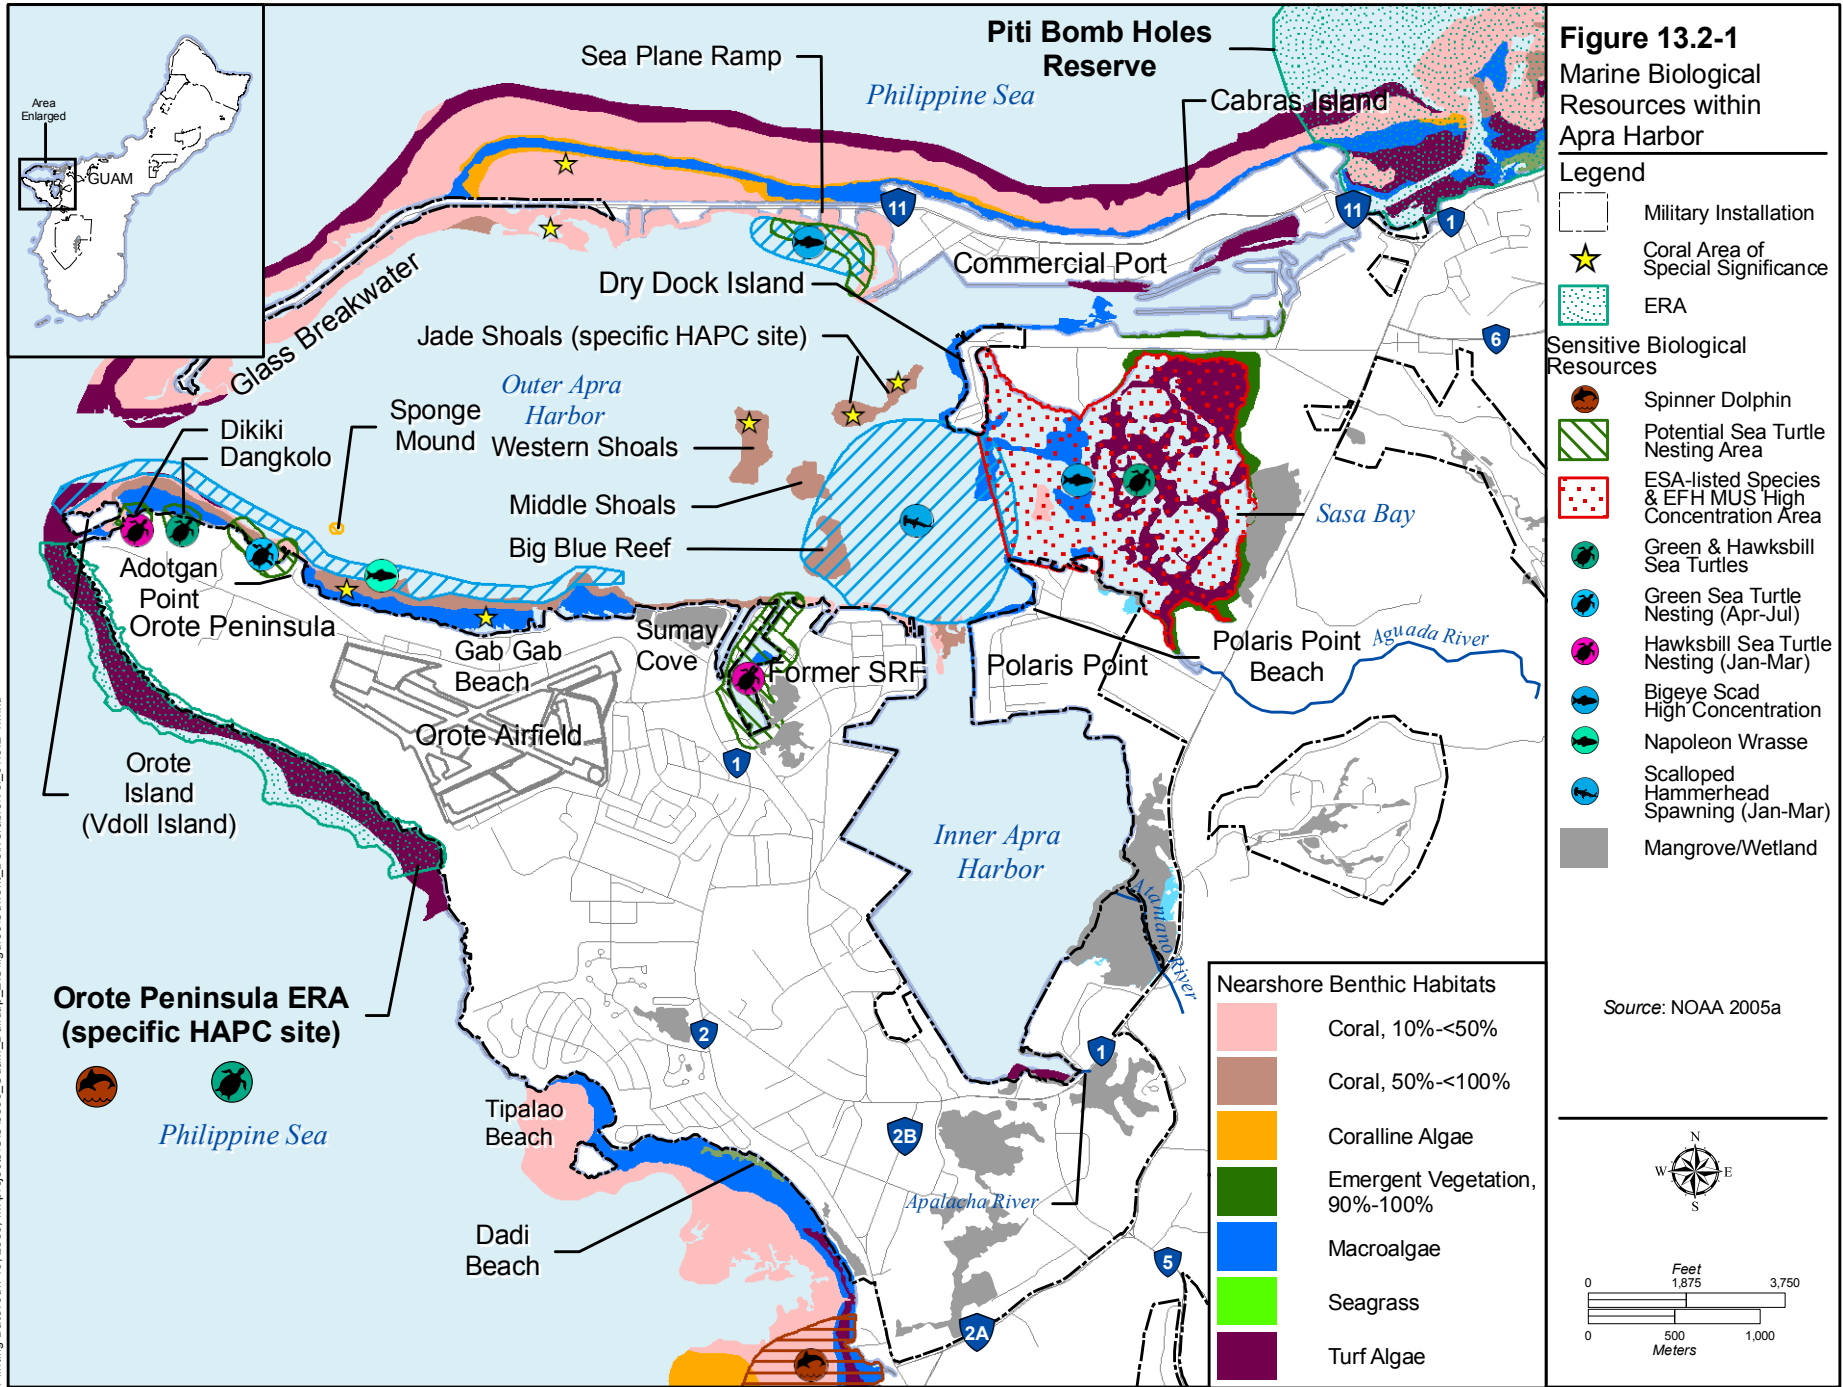 Area
Enlarged
GUAM
Sea Plane Ramp
Piti Bomb Holes
Reserve
Philippine Sea
Cabras Island
11
11
1
Commercial Port
Dry Dock Island
Glass Breakwater
Jade Shoals (specific HAPC site)
6
Outer Apra
Harbor
Sponge
Mound
Dikiki
Dangkolo
Western Shoals
Middle Shoals
Sasa Bay
Big Blue Reef
Adotgan
Point
Orote Peninsula
Sumay
Cove
Gab Gab
Beach
Former SRF
Polaris Point
Polaris Point
Beach
Aguada River
Orote Airfield
1
Orote
Island
(Vdoll Island)
Inner Apra
Harbor
Atantano River
Orote Peninsula ERA
(specific HAPC site)
2
1
Philippine Sea
Tipalao
Beach
2B
Apalacha River
Dadi
Beach
5
2A
Nearshore Benthic Habitats
Coral, 10%-<50%
Coral, 50%-<100%
Coralline Algae
Emergent Vegetation,
90%-100%
Macroalgae
Seagrass
Turf Algae
Figure 13.2-1
Marine Biological
Resources within
Apra Harbor
Legend
Military Installation
Coral Area of
Special Significance
ERA
Sensitive Biological
Resources
Spinner Dolphin
Potential Sea Turtle
Nesting Area
ESA-listed Species
& EFH MUS High
Concentration Area
Green & Hawksbill
Sea Turtles
Green Sea Turtle
Nesting (Apr-Jul)
Hawksbill Sea Turtle
Nesting (Jan-Mar)
Bigeye Scad
High Concentration
Napoleon Wrasse
Scalloped
Hammerhead
Spawning (Jan-Mar)
Mangrove/Wetland
Source: NOAA 2005a
N
W E
S
Feet
0 1,875 3,750
0 500 1,000
Meters